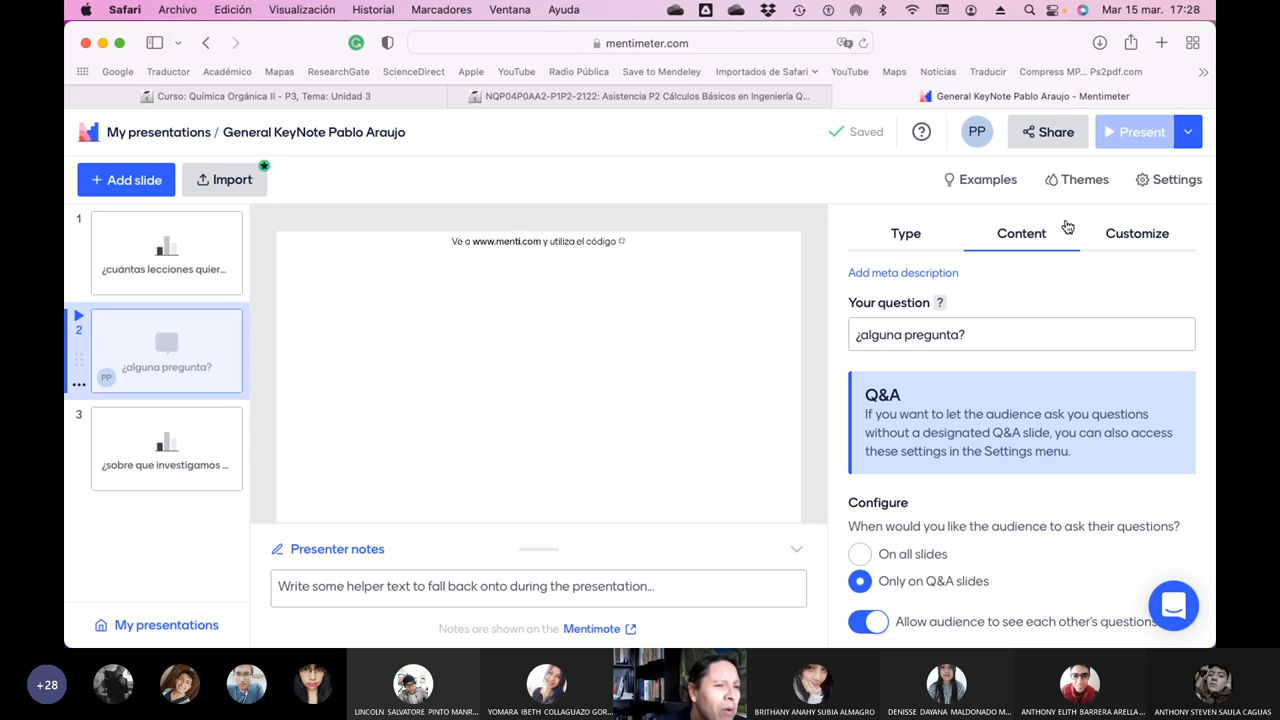 Safari Archivo Edición Visualización Historial Marcadores Ventana Ayuda Mar 15 mar. 17:28
mentimeter.com
Google Traductor Académico Mapas ResearchGate ScienceDirect Apple YouTube Radio Pública Save to Mendeley Importados de Safari YouTube Maps Noticias Traducir Compress MP... Ps2pdf.com
Curso: Química Orgánica II - P3, Tema: Unidad 3
NQP04P0AA2-P1P2-2122: Asistencia P2 Cálculos Básicos en Ingeniería Q...
General KeyNote Pablo Araujo - Mentimeter
My presentations / General KeyNote Pablo Araujo
Saved
PP
Share
Present
+ Add slide
Import
Examples
Themes
Settings
1
¿cuántas lecciones quier...
2
¿alguna pregunta?
PP
3
¿sobre que investigamos ...
My presentations
Ve a www.menti.com y utiliza el código
Presenter notes
Write some helper text to fall back onto during the presentation...
Notes are shown on the Mentimote
Type Content Customize
Add meta description
Your question ?
¿alguna pregunta?
Q&A
If you want to let the audience ask you questions
without a designated Q&A slide, you can also access
these settings in the Settings menu.
Configure
When would you like the audience to ask their questions?
On all slides
Only on Q&A slides
Allow audience to see each other's questions
+28
LINCOLN SALVATORE PINTO MANR...
YOMARA IBETH COLLAGUAZO GOR...
BRITHANY ANAHY SUBIA ALMAGRO
DENISSE DAYANA MALDONADO M...
ANTHONY ELITH BARRERA ARELLA ...
ANTHONY STEVEN SAULA CAGUAS